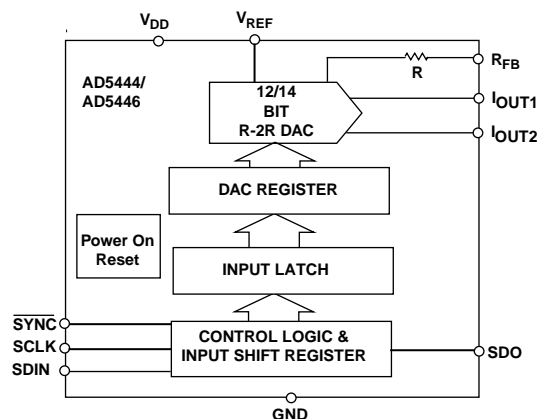 VDD
VREF
AD5444/
AD5446
12/14
BIT
R-2R DAC
R
RFB
IOUT1
IOUT2
DAC REGISTER
Power On
Reset
INPUT LATCH
SYNC
SCLK
SDIN
CONTROL LOGIC &
INPUT SHIFT REGISTER
SDO
GND